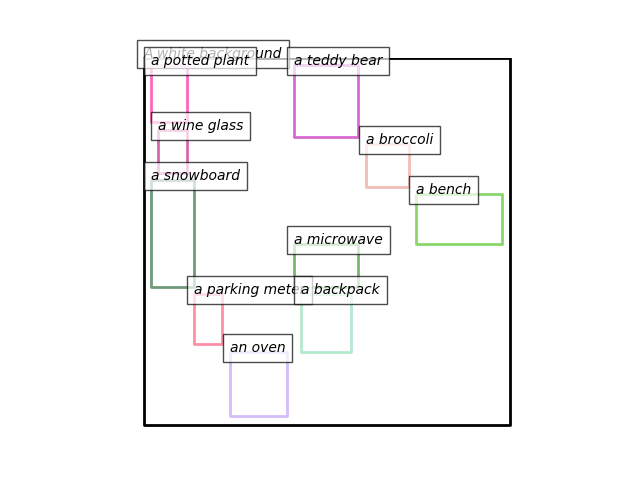 A white background
a potted plant
a teddy bear
a wine glass
a broccoli
a snowboard
a bench
a microwave
a parking meter
a backpack
an oven